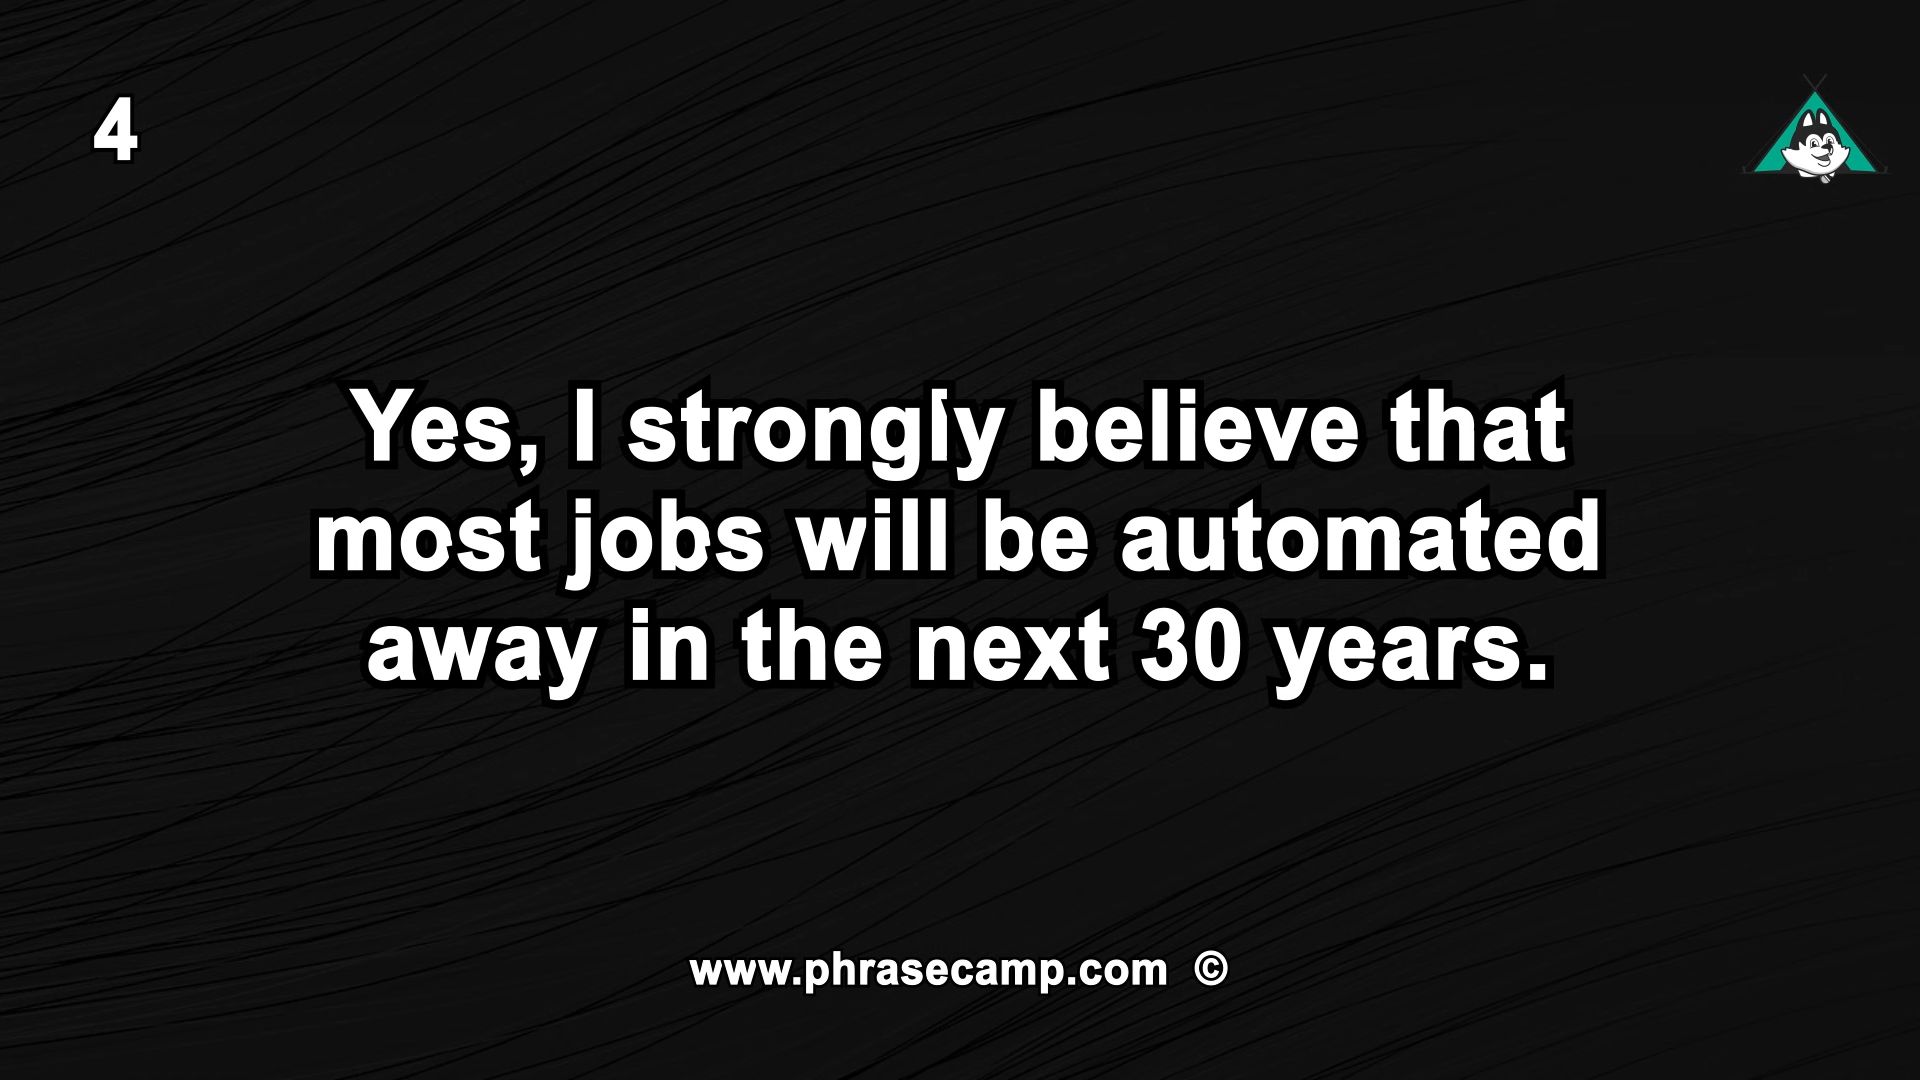 4
Yes, I strongly believe that
most jobs will be automated
away in the next 30 years.
www.phrasecamp.com ©